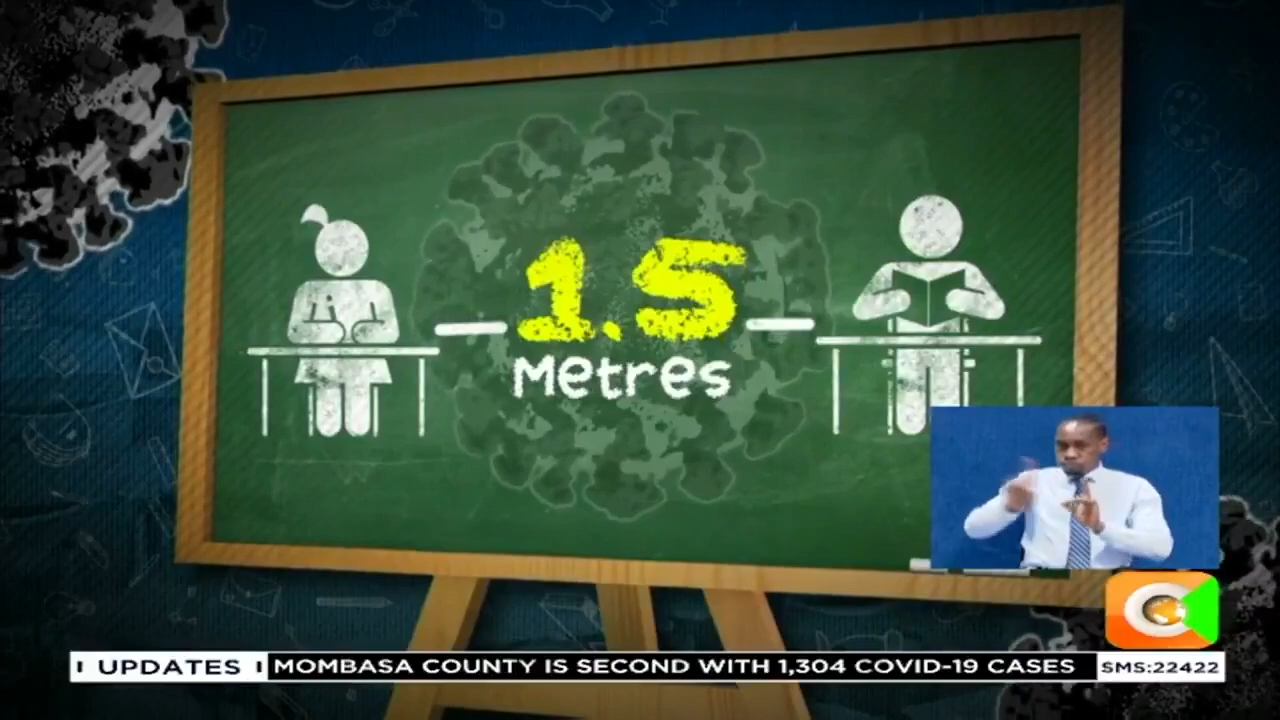 1.5
Metres
UPDATES
MOMBASA COUNTY IS SECOND WITH 1,304 COVID-19 CASES
SMS:22422